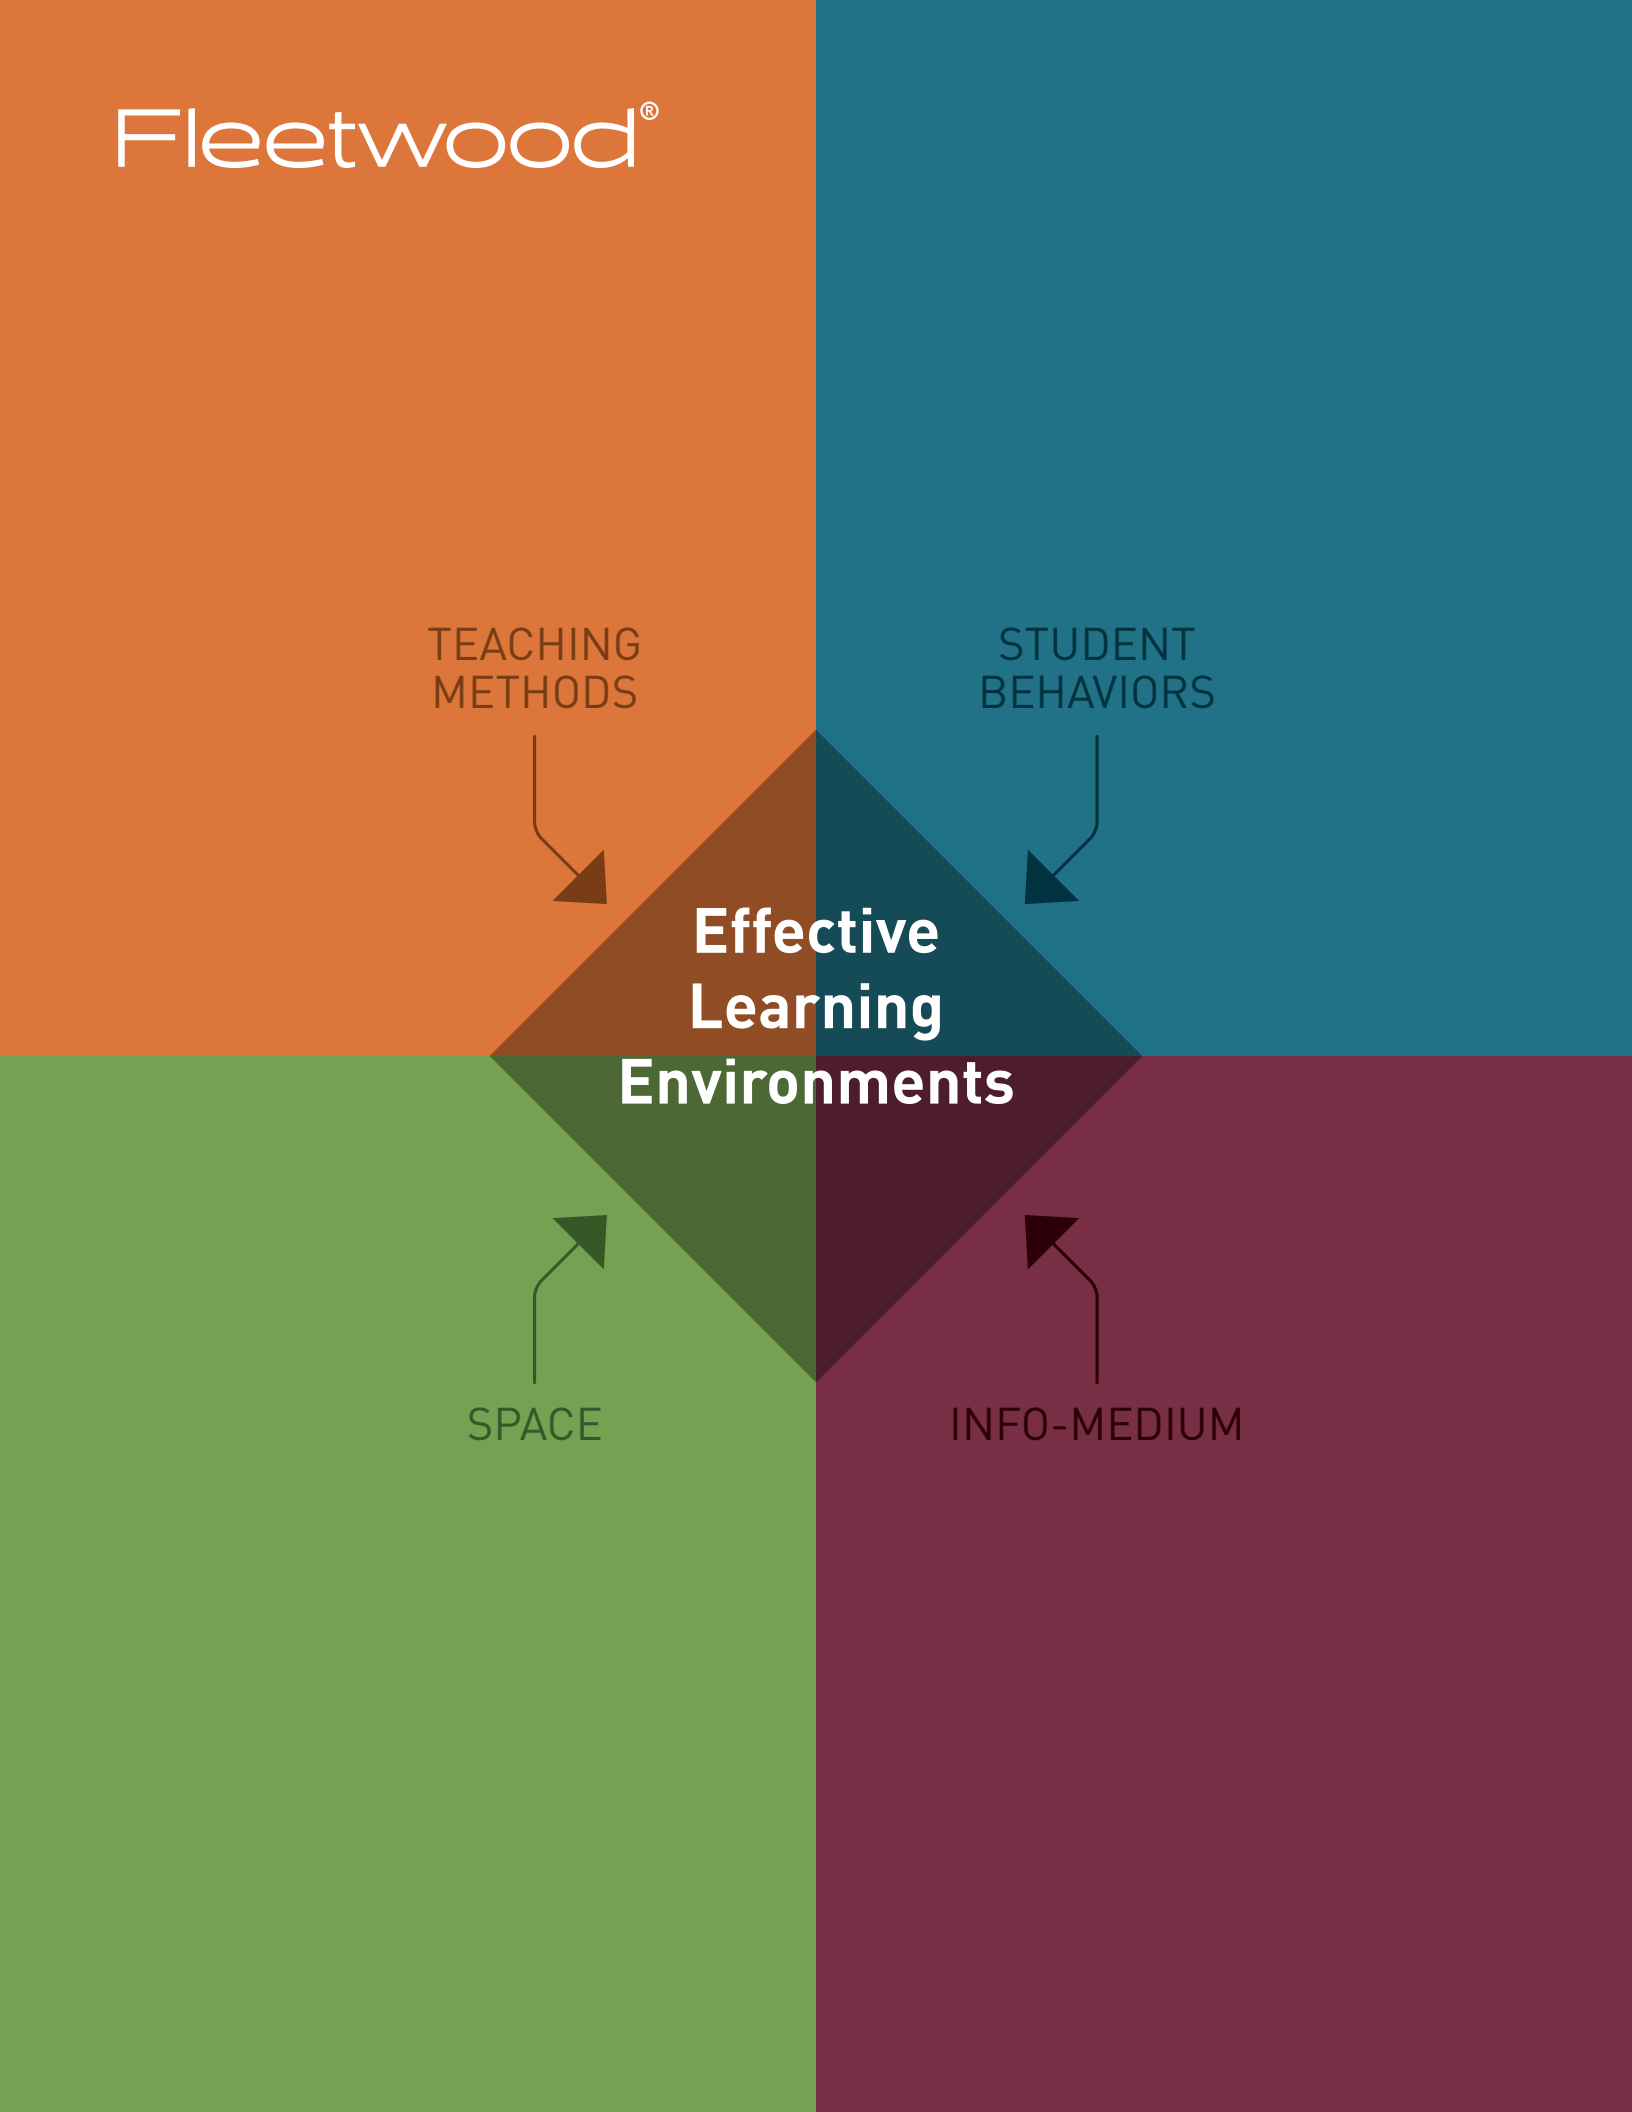 Fleetwood®
TEACHING
METHODS
STUDENT
BEHAVIORS
Effective
Learning
Environments
SPACE
INFO-MEDIUM